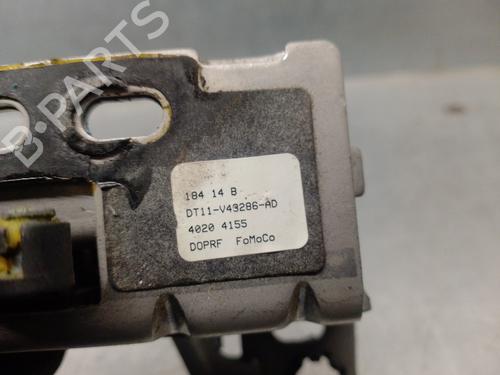 B-PARTS
184 14 B
DT11-V43286-AD
4020 4155
DOPRF FoMoCo